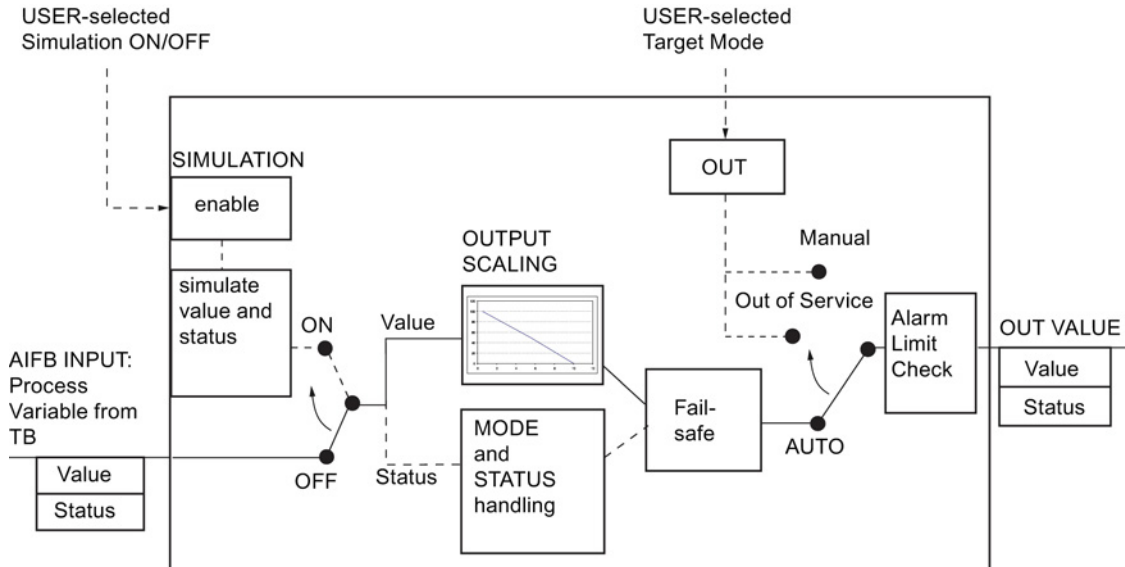 USER-selected
Simulation ON/OFF
USER-selected
Target Mode
SIMULATION
enable
OUT
simulate
value and
status
OUTPUT
SCALING
Manual
Out of Service
ON
Value
Alarm
Limit
Check
OUT VALUE
Value
Status
AIFB INPUT:
Process
Variable from
TB
Value
Status
OFF
Status
MODE
and
STATUS
handling
Fail-
safe
AUTO